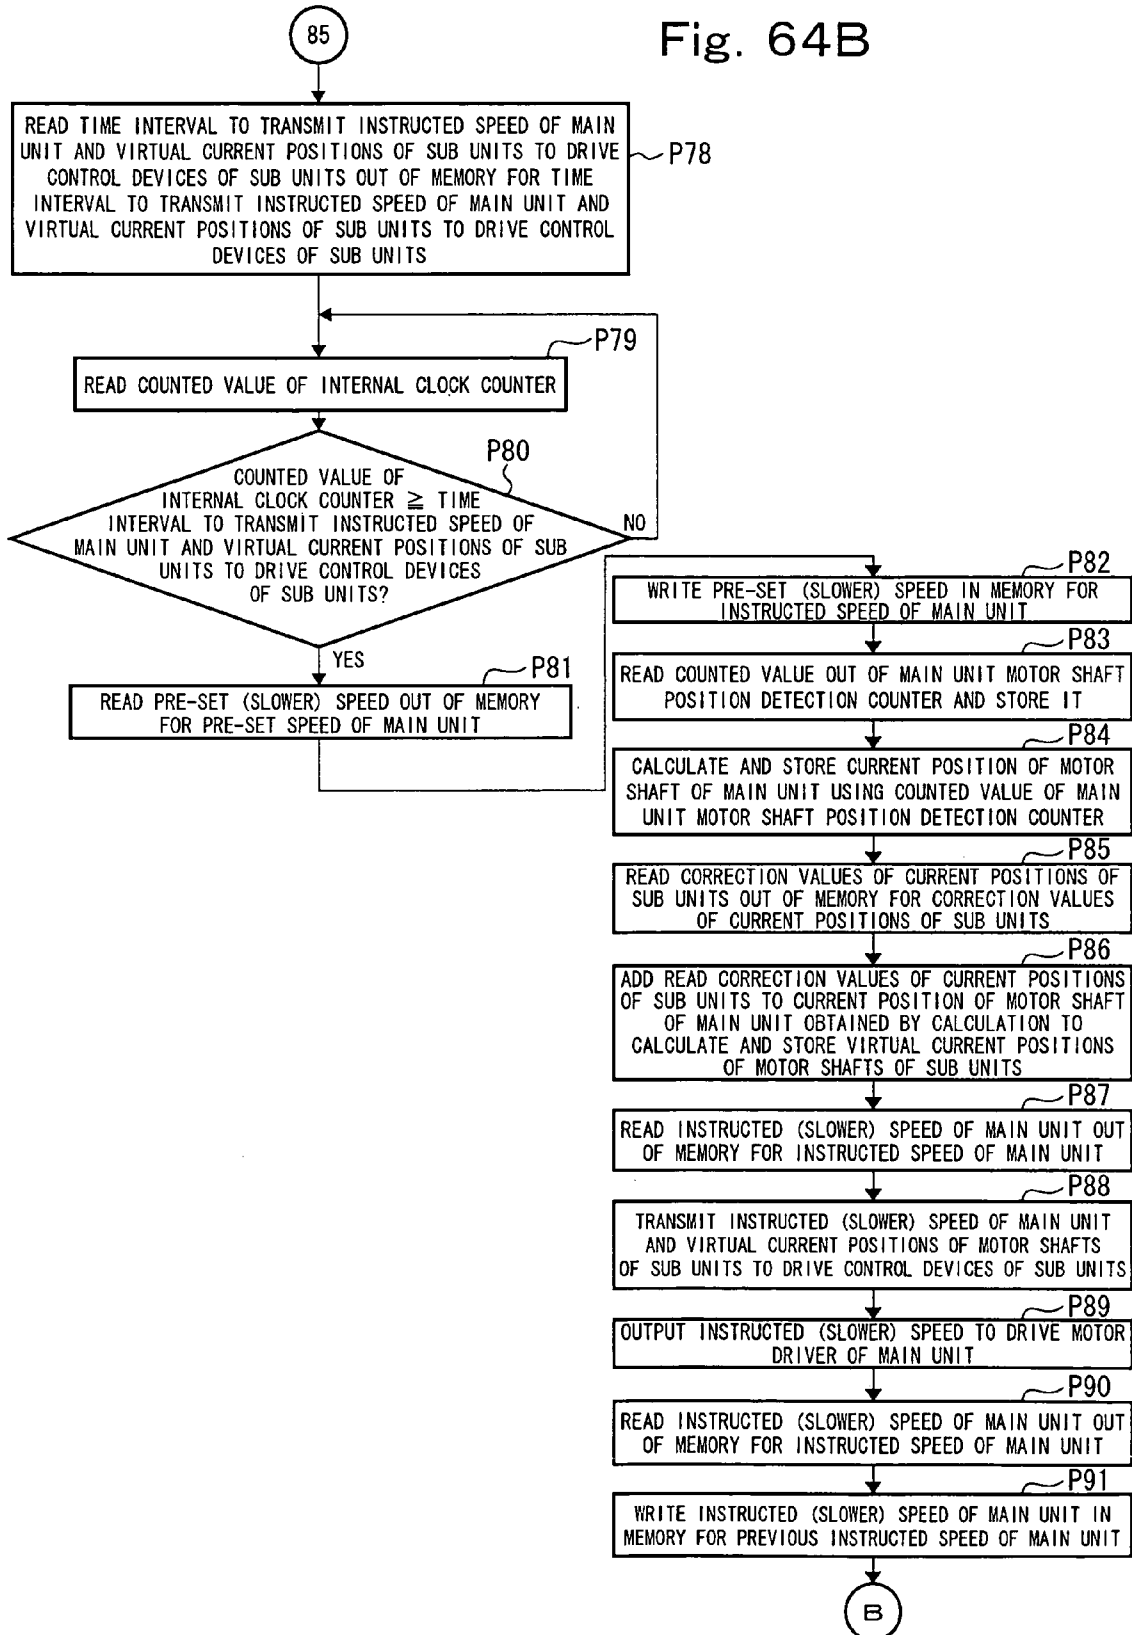 85
Fig. 64B
READ TIME INTERVAL TO TRANSMIT INSTRUCTED SPEED OF MAIN
UNIT AND VIRTUAL CURRENT POSITIONS OF SUB UNITS TO DRIVE
CONTROL DEVICES OF SUB UNITS OUT OF MEMORY FOR TIME
INTERVAL TO TRANSMIT INSTRUCTED SPEED OF MAIN UNIT AND
VIRTUAL CURRENT POSITIONS OF SUB UNITS TO DRIVE CONTROL
DEVICES OF SUB UNITS
P78
P79
READ COUNTED VALUE OF INTERNAL CLOCK COUNTER
P80
COUNTED VALUE OF
INTERNAL CLOCK COUNTER ≧ TIME
INTERVAL TO TRANSMIT INSTRUCTED SPEED OF
MAIN UNIT AND VIRTUAL CURRENT POSITIONS OF SUB
UNITS TO DRIVE CONTROL DEVICES
OF SUB UNITS?
NO
YES
P81
READ PRE-SET (SLOWER) SPEED OUT OF MEMORY
FOR PRE-SET SPEED OF MAIN UNIT
P82
WRITE PRE-SET (SLOWER) SPEED IN MEMORY FOR
INSTRUCTED SPEED OF MAIN UNIT
P83
READ COUNTED VALUE OUT OF MAIN UNIT MOTOR SHAFT
POSITION DETECTION COUNTER AND STORE IT
P84
CALCULATE AND STORE CURRENT POSITION OF MOTOR
SHAFT OF MAIN UNIT USING COUNTED VALUE OF MAIN
UNIT MOTOR SHAFT POSITION DETECTION COUNTER
P85
READ CORRECTION VALUES OF CURRENT POSITIONS OF
SUB UNITS OUT OF MEMORY FOR CORRECTION VALUES
OF CURRENT POSITIONS OF SUB UNITS
P86
ADD READ CORRECTION VALUES OF CURRENT POSITIONS
OF SUB UNITS TO CURRENT POSITION OF MOTOR SHAFT
OF MAIN UNIT OBTAINED BY CALCULATION TO
CALCULATE AND STORE VIRTUAL CURRENT POSITIONS
OF MOTOR SHAFTS OF SUB UNITS
P87
READ INSTRUCTED (SLOWER) SPEED OF MAIN UNIT OUT
OF MEMORY FOR INSTRUCTED SPEED OF MAIN UNIT
P88
TRANSMIT INSTRUCTED (SLOWER) SPEED OF MAIN UNIT
AND VIRTUAL CURRENT POSITIONS OF MOTOR SHAFTS
OF SUB UNITS TO DRIVE CONTROL DEVICES OF SUB UNITS
P89
OUTPUT INSTRUCTED (SLOWER) SPEED TO DRIVE MOTOR
DRIVER OF MAIN UNIT
P90
READ INSTRUCTED (SLOWER) SPEED OF MAIN UNIT OUT
OF MEMORY FOR INSTRUCTED SPEED OF MAIN UNIT
P91
WRITE INSTRUCTED (SLOWER) SPEED OF MAIN UNIT IN
MEMORY FOR PREVIOUS INSTRUCTED SPEED OF MAIN UNIT
B